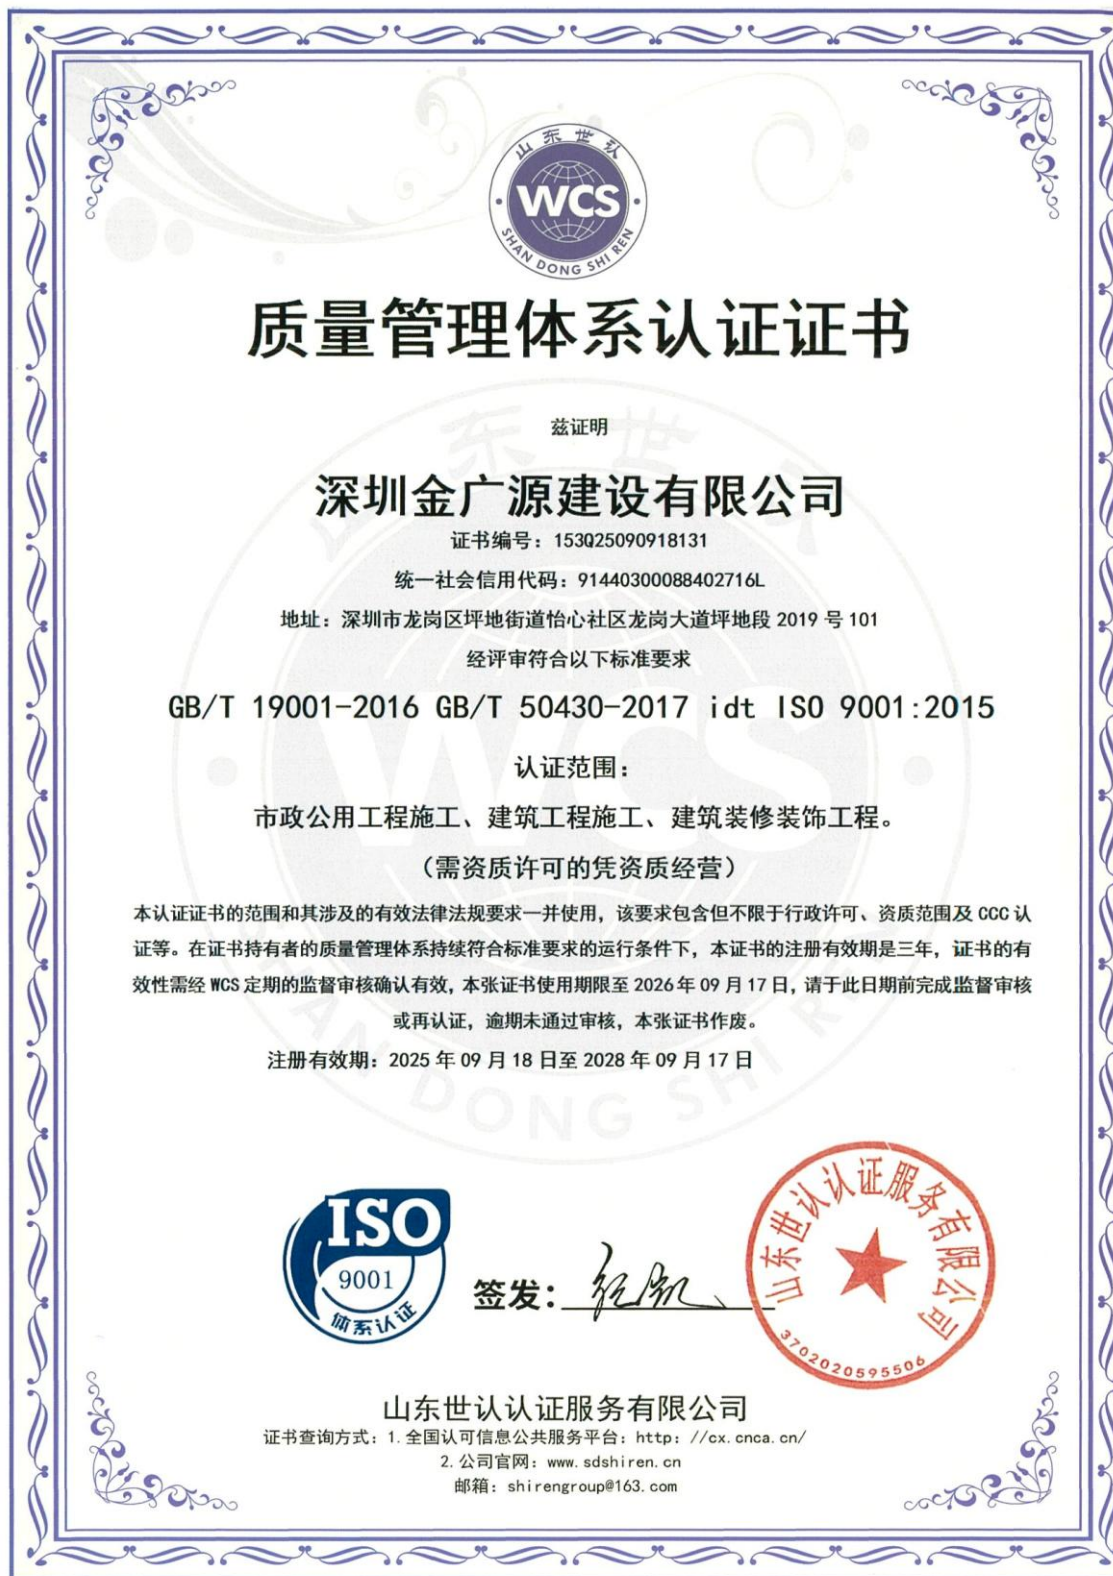 山东世认
WCS
SHAN DONG SHI REN
质量管理体系认证证书
兹证明
深圳金广源建设有限公司
证书编号：153Q25090918131
统一社会信用代码：91440300088402716L
地址：深圳市龙岗区坪地街道怡心社区龙岗大道坪地段 2019 号 101
经评审符合以下标准要求
GB/T 19001-2016 GB/T 50430-2017 idt ISO 9001:2015
认证范围：
市政公用工程施工、建筑工程施工、建筑装修装饰工程。
（需资质许可的凭资质经营）
本认证证书的范围和其涉及的有效法律法规要求一并使用，该要求包含但不限于行政许可、资质范围及 CCC 认
证等。在证书持有者的质量管理体系持续符合标准要求的运行条件下，本证书的注册有效期是三年，证书的有
效性需经 WCS 定期的监督审核确认有效，本张证书使用期限至 2026 年 09 月 17 日，请于此日期前完成监督审核
或再认证，逾期未通过审核，本张证书作废。
注册有效期：2025 年 09 月 18 日至 2028 年 09 月 17 日
ISO
9001
体系认证
签发：
山东世认认证服务有限公司
3702020595506
山东世认认证服务有限公司
证书查询方式：1.全国认可信息公共服务平台：http：//cx.cnca.cn/
2.公司官网：www.sdshiren.cn
邮箱：shirengroup@163.com